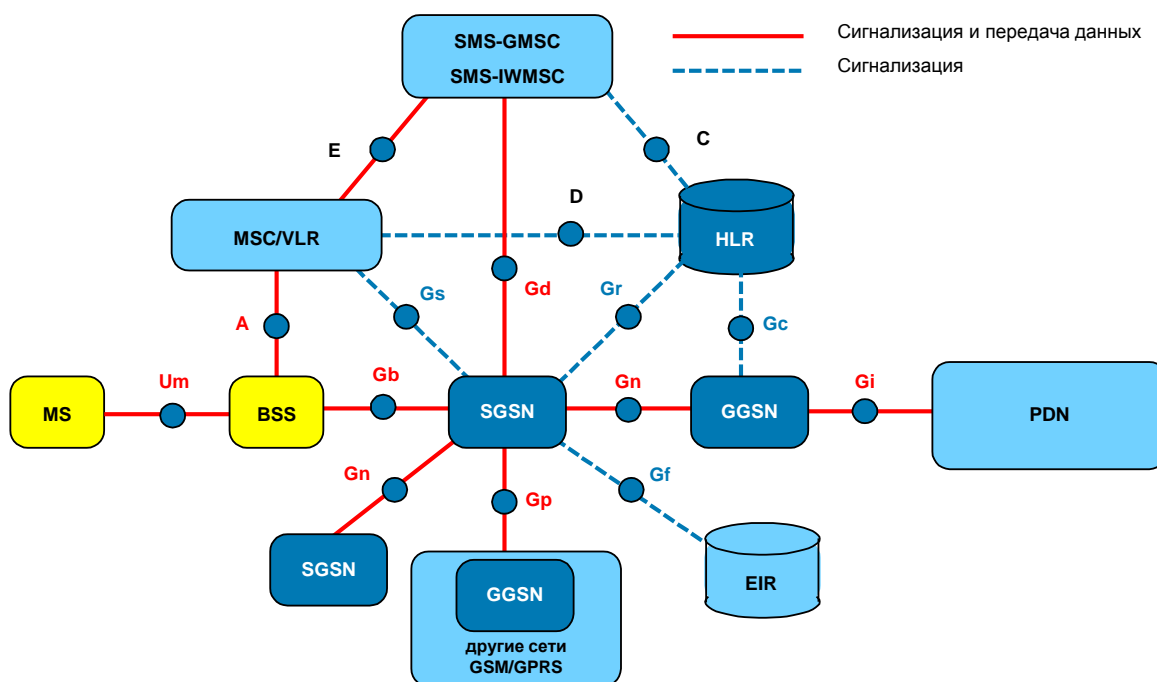 SMS-GMSC
SMS-IWMSC
Сигнализация и передача данных
Сигнализация
E
C
D
MSC/VLR
HLR
Gs
Gd
Gr
Gc
A
Um
Gb
Gn
Gi
MS
BSS
SGSN
GGSN
PDN
Gn
Gp
Gf
SGSN
GGSN
EIR
другие сети
GSM/GPRS